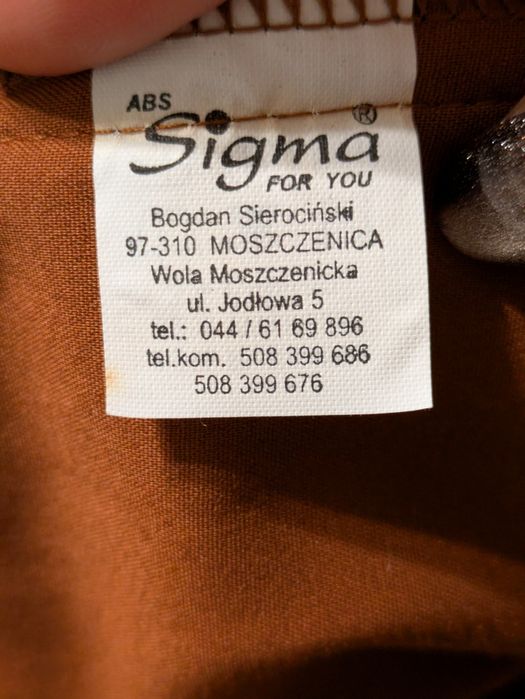 ABS
Sigma®
FOR YOU
Bogdan Sierociński
97-310 MOSZCZENICA
Wola Moszczenicka
ul. Jodłowa 5
tel.: 044 / 61 69 896
tel.kom. 508 399 686
508 399 676